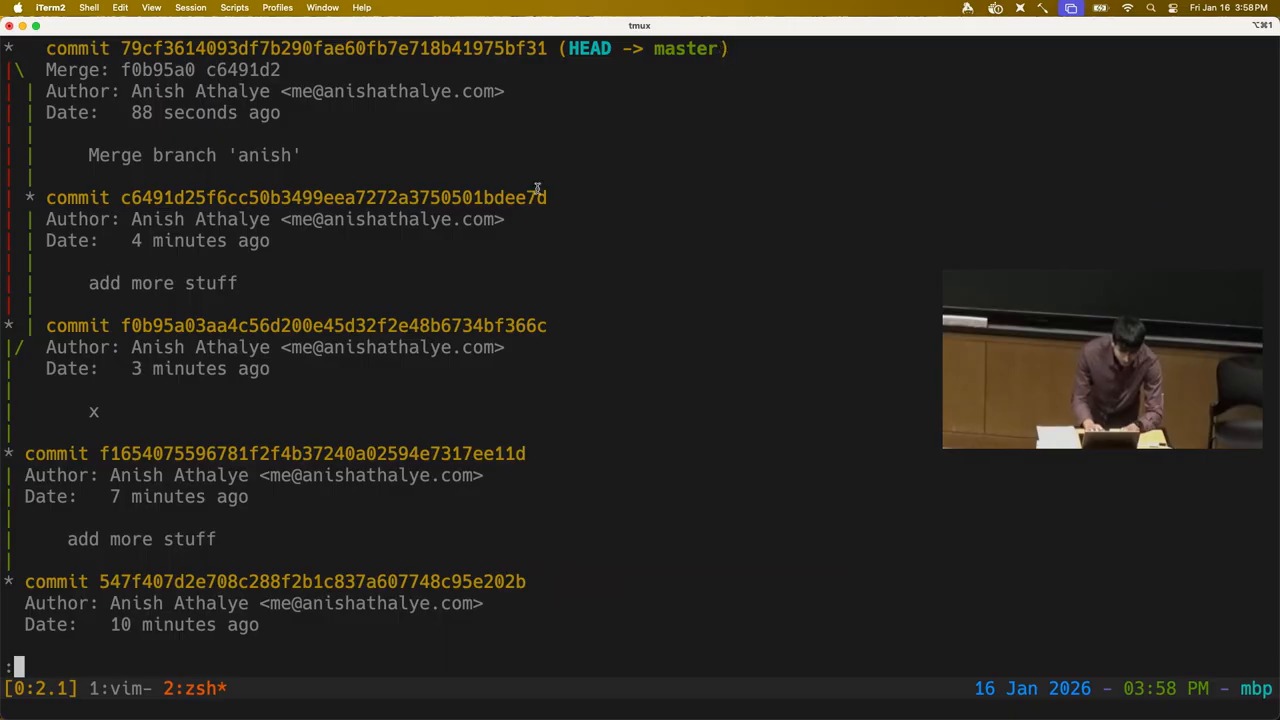 iTerm2 Shell Edit View Session Scripts Profiles Window Help Fri Jan 16 3:58 PM
tmux ⌥⌘1
* commit 79cf3614093df7b290fae60fb7e718b41975bf31 (HEAD -> master)
|\ Merge: f0b95a0 c6491d2
| | Author: Anish Athalye <me@anishathalye.com>
| | Date: 88 seconds ago
| |
| | Merge branch 'anish'
| |
| * commit c6491d25f6cc50b3499eea7272a3750501bdee7d
| | Author: Anish Athalye <me@anishathalye.com>
| | Date: 4 minutes ago
| |
| | add more stuff
| |
* | commit f0b95a03aa4c56d200e45d32f2e48b6734bf366c
|/ Author: Anish Athalye <me@anishathalye.com>
| Date: 3 minutes ago
|
| x
|
* commit f1654075596781f2f4b37240a02594e7317ee11d
| Author: Anish Athalye <me@anishathalye.com>
| Date: 7 minutes ago
|
| add more stuff
|
* commit 547f407d2e708c288f2b1c837a607748c95e202b
Author: Anish Athalye <me@anishathalye.com>
Date: 10 minutes ago
:
[0:2.1] 1:vim- 2:zsh* 16 Jan 2026 - 03:58 PM - mbp